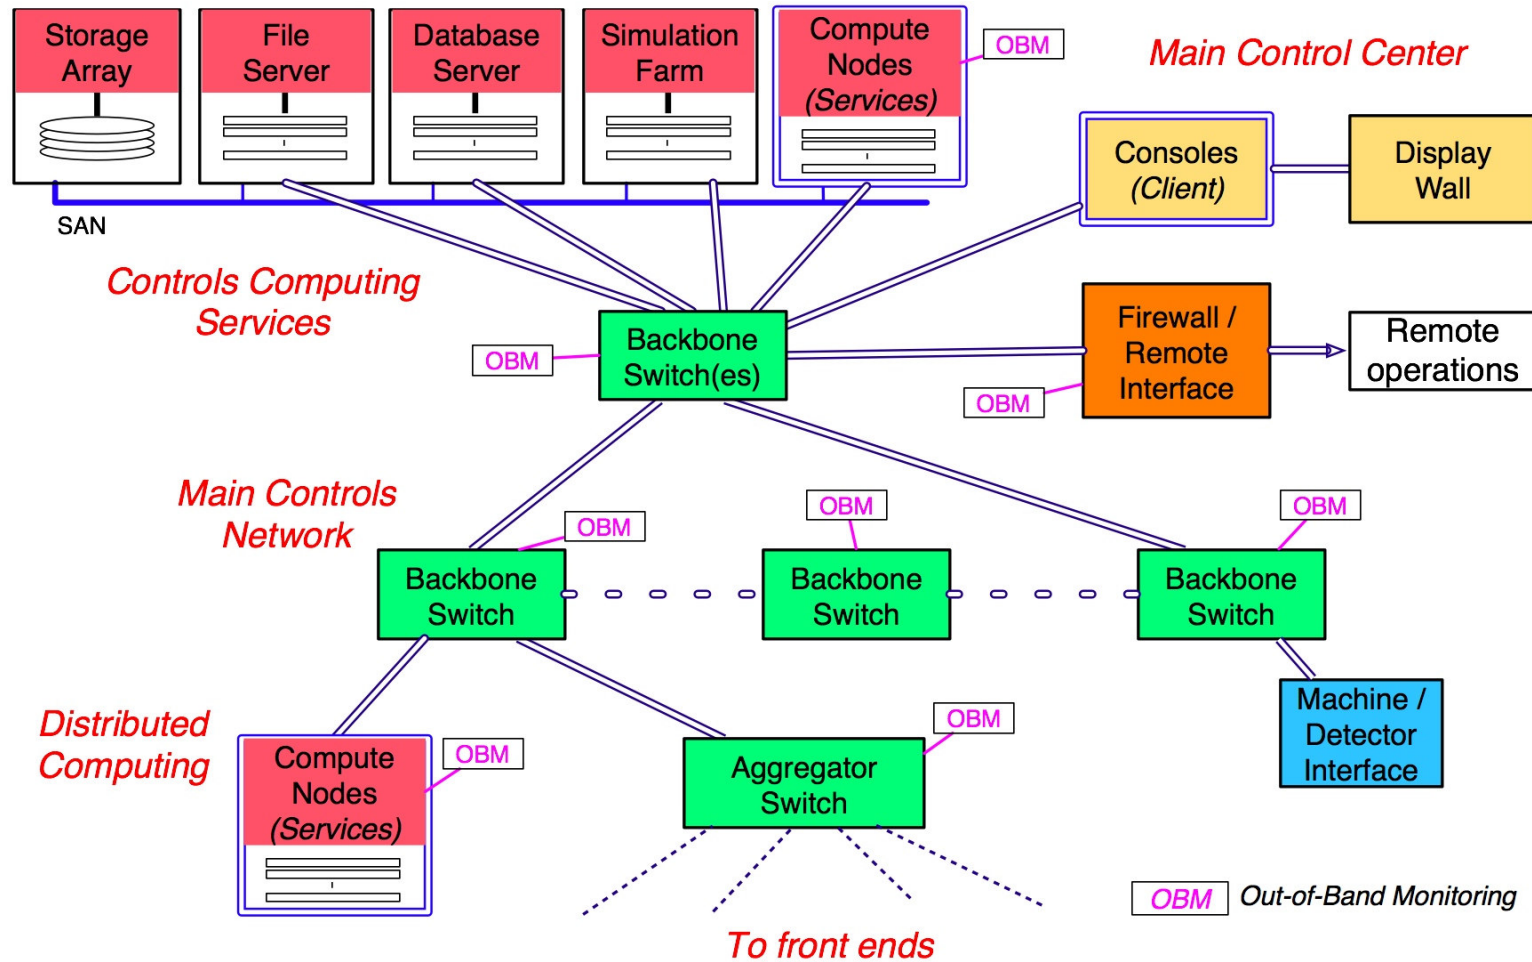 Storage
Array
File
Server
Database
Server
Simulation
Farm
Compute
Nodes
(Services)
OBM
Main Control Center
Consoles
(Client)
Display
Wall
SAN
Controls Computing
Services
Backbone
Switch(es)
OBM
Firewall /
Remote
Interface
OBM
Remote
operations
Main Controls
Network
OBM
OBM
OBM
Backbone
Switch
Backbone
Switch
Backbone
Switch
Distributed
Computing
Compute
Nodes
(Services)
OBM
Aggregator
Switch
OBM
Machine /
Detector
Interface
To front ends
OBM Out-of-Band Monitoring